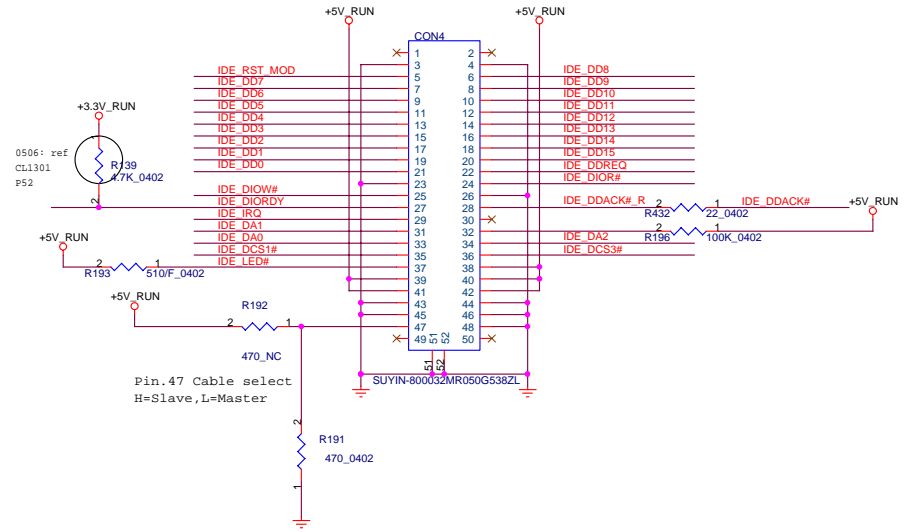 +5V_RUN
+5V_RUN
CON4
1 2
3 4
IDE_RST_MOD 5 6 IDE_DD8
IDE_DD7 7 8 IDE_DD9
IDE_DD6 9 10 IDE_DD10
IDE_DD5 11 12 IDE_DD11
IDE_DD4 13 14 IDE_DD12
IDE_DD3 15 16 IDE_DD13
IDE_DD2 17 18 IDE_DD14
IDE_DD1 19 20 IDE_DD15
IDE_DD0 21 22 IDE_DDREQ
23 24 IDE_DIOR#
IDE_DIOW# 25 26
IDE_DIORDY 27 28 IDE_DDACK#_R
IDE_IRQ 29 30
IDE_DA1 31 32
IDE_DA0 33 34 IDE_DA2
IDE_DCS1# 35 36 IDE_DCS3#
IDE_LED# 37 38
39 40
41 42
43 44
45 46
47 48
49 50
51
52
51
52
SUYIN-800032MR050G538ZL
+3.3V_RUN
0506: ref
CL1301
P52
1
R139
4.7K_0402
2
2 1 IDE_DDACK#
R432 22_0402
+5V_RUN
2 1
R196 100K_0402
+5V_RUN
2 1
R193 510/F_0402
+5V_RUN
R192
2 1
470_NC
Pin.47 Cable select
H=Slave,L=Master
2
R191
470_0402
1